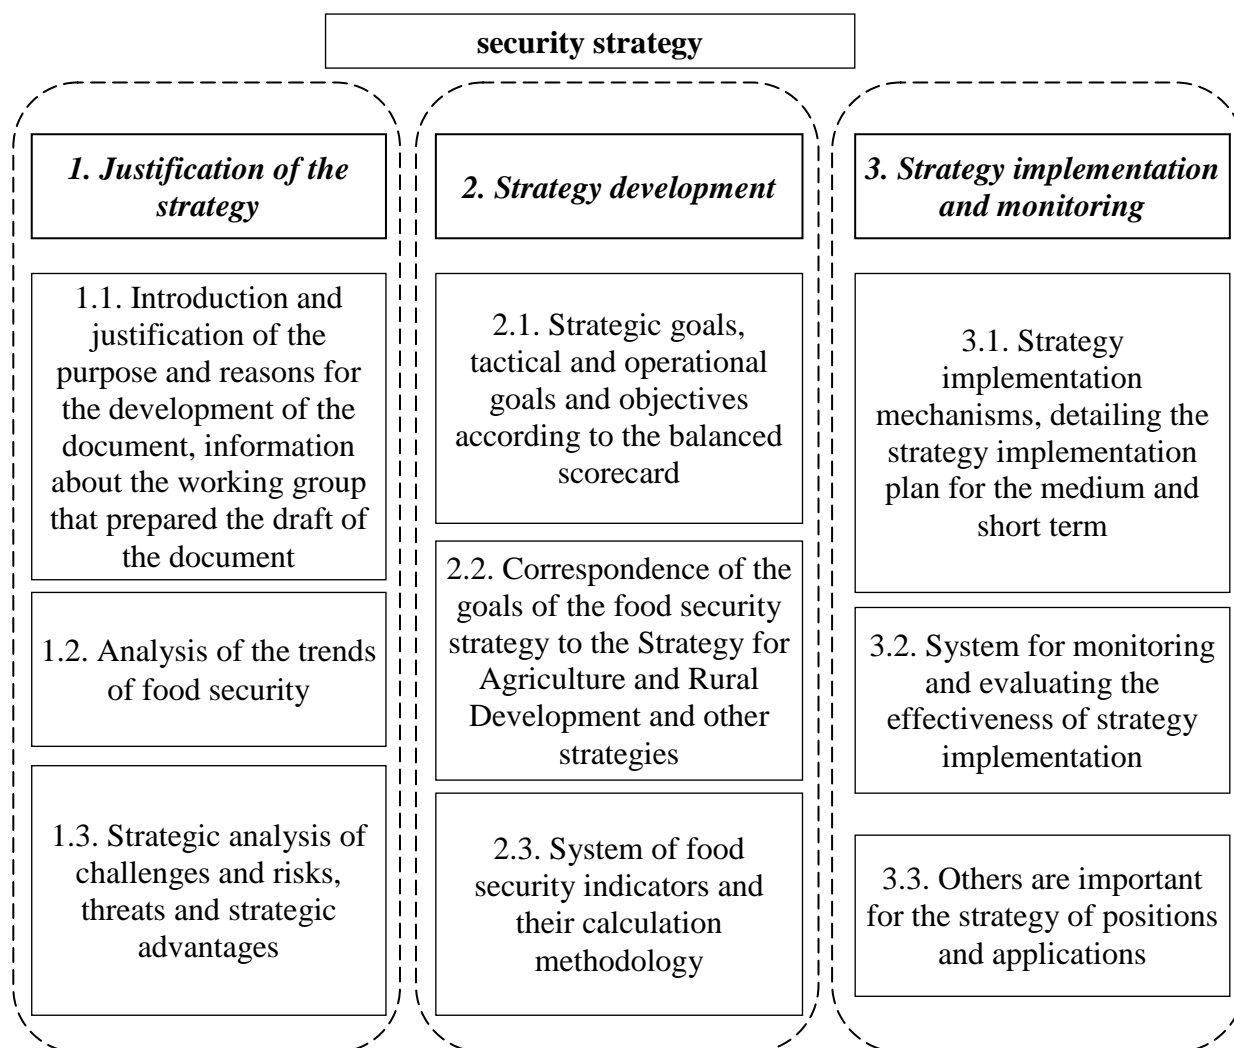 security strategy
1. Justification of the
strategy
1.1. Introduction and
justification of the
purpose and reasons for
the development of the
document, information
about the working group
that prepared the draft of
the document
1.2. Analysis of the trends
of food security
1.3. Strategic analysis of
challenges and risks,
threats and strategic
advantages
2. Strategy development
2.1. Strategic goals,
tactical and operational
goals and objectives
according to the balanced
scorecard
2.2. Correspondence of the
goals of the food security
strategy to the Strategy for
Agriculture and Rural
Development and other
strategies
2.3. System of food
security indicators and
their calculation
methodology
3. Strategy implementation
and monitoring
3.1. Strategy
implementation
mechanisms, detailing the
strategy implementation
plan for the medium and
short term
3.2. System for monitoring
and evaluating the
effectiveness of strategy
implementation
3.3. Others are important
for the strategy of positions
and applications